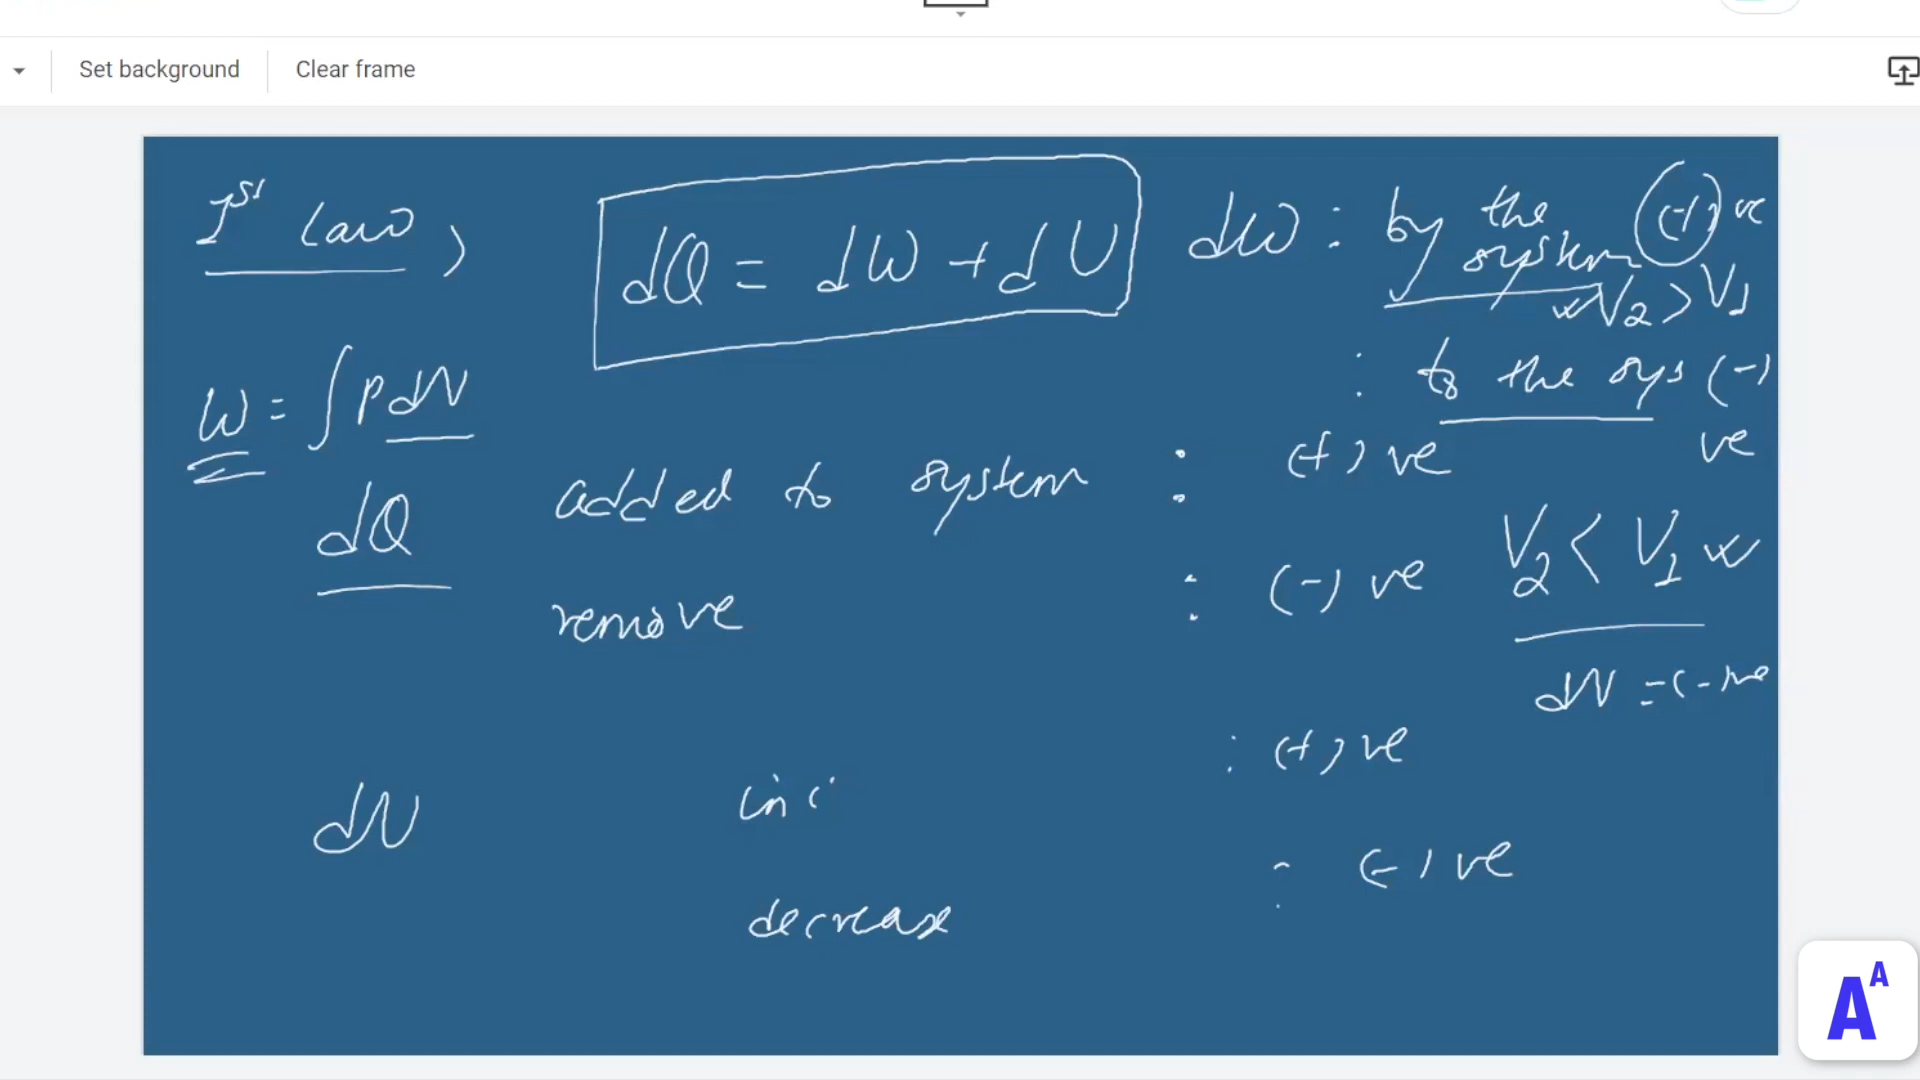 Set background Clear frame
1st law, dQ = dW + dU dW : by the system (+)ve
V2 > V1
: to the sys (-) ve
W = ∫ P dV
dQ added to system : (+) ve
remove : (-) ve V2 < V1
dV = (-)ve
dU inc : (+) ve
decrease : (-) ve
A A